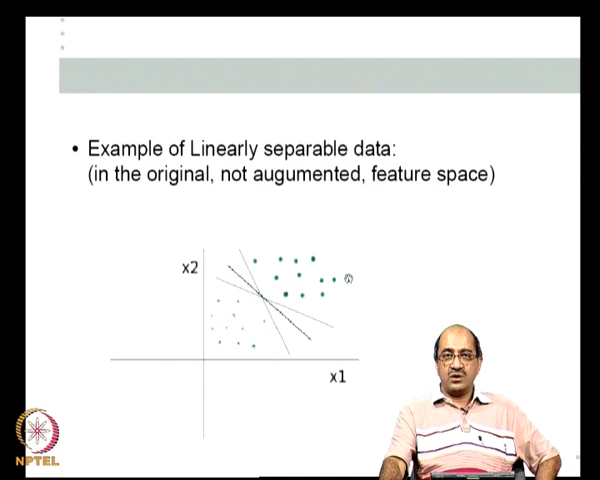 • Example of Linearly separable data:
(in the original, not augumented, feature space)
x2
x1
NPTEL